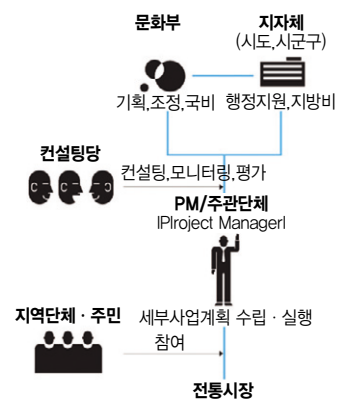 문화부
지자체
(시도,시군구)
기획,조정,국비
행정지원,지방비
컨설팅당
컨설팅,모니터링,평가
PM/주관단체
|P|roject Manager|
지역단체 · 주민
세부사업계획 수립 · 실행
참여
전통시장